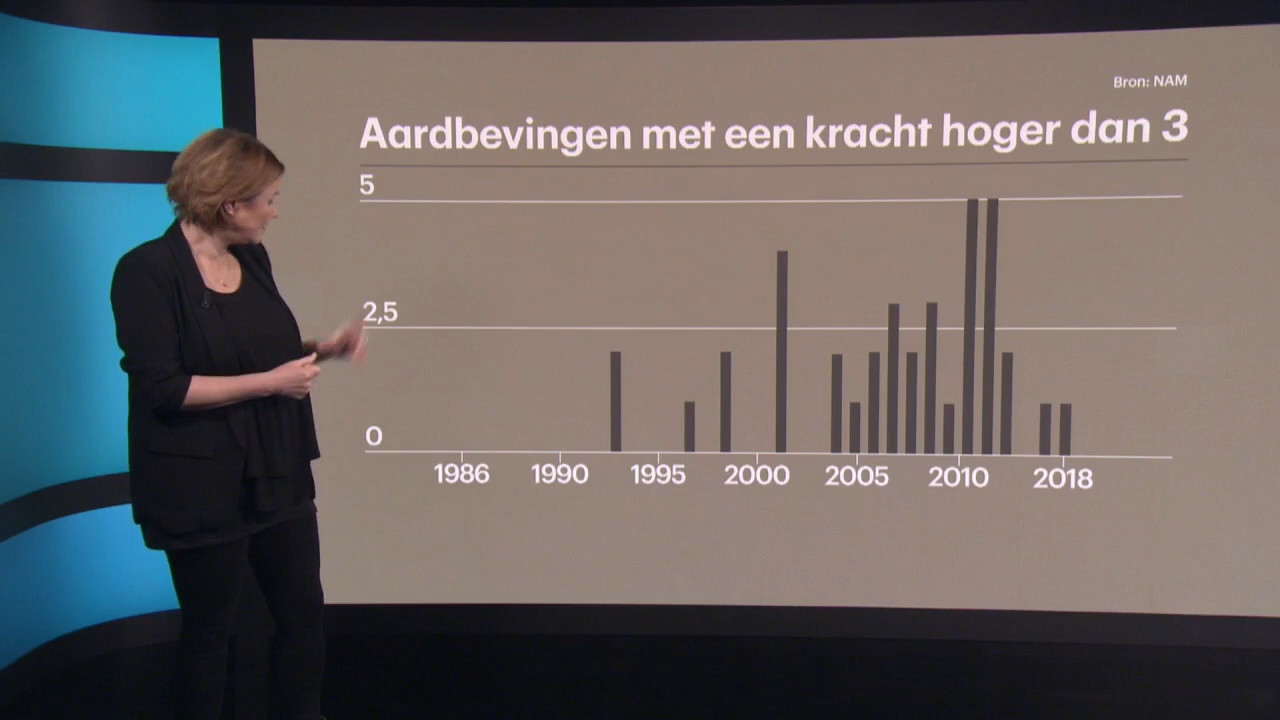 Bron: NAM
Aardbevingen met een kracht hoger dan 3
5
2,5
0
1986 1990 1995 2000 2005 2010 2018